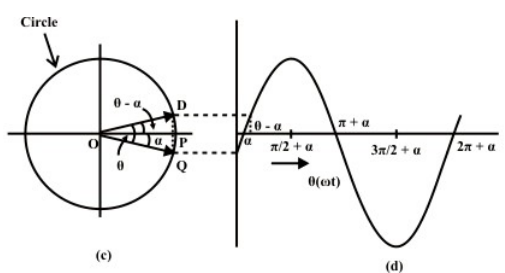 Circle
θ - α
D
O
α
P
Q
θ
θ - α
α
π/2 + α
π + α
3π/2 + α
2π + α
θ(ωt)
(c)
(d)